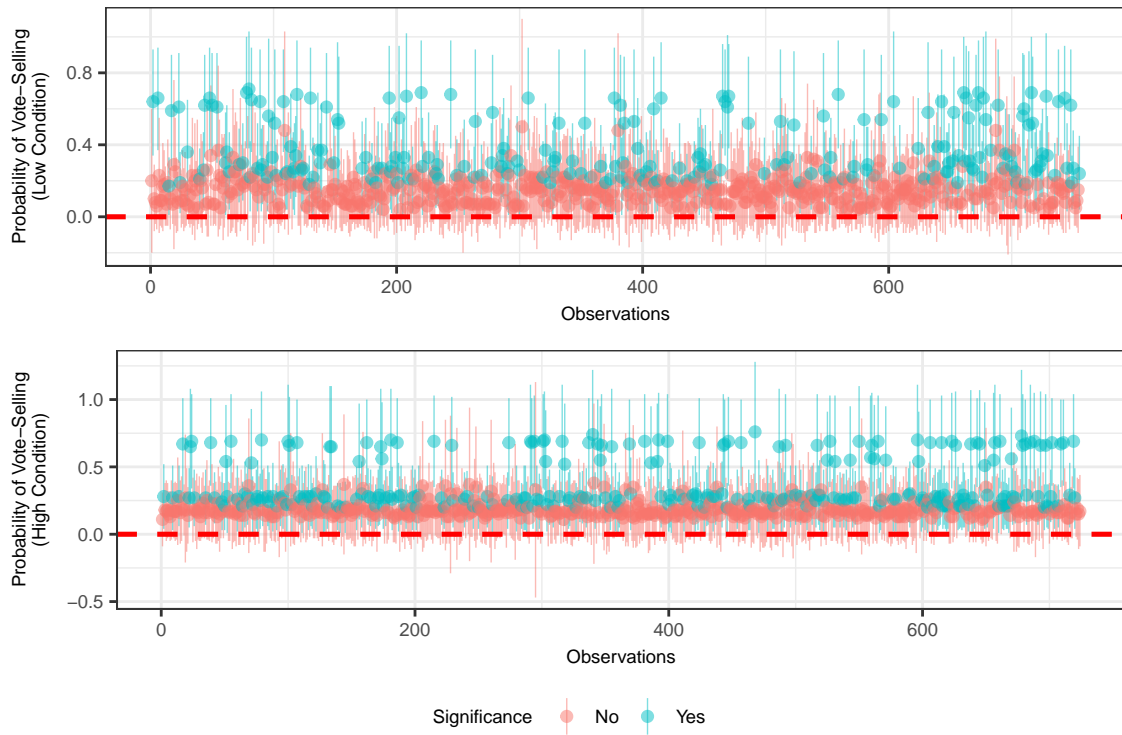 Probability of Vote−Selling
(Low Condition)
0.8
0.4
0.0
0
200
400
600
Observations
Probability of Vote−Selling
(High Condition)
1.0
0.5
0.0
−0.5
0
200
400
600
Observations
Significance
No
Yes